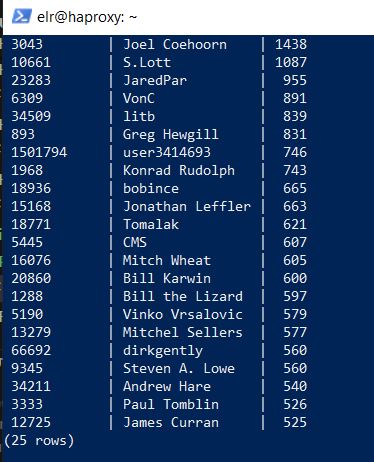 elr@haproxy: ~
3043 | Joel Coehoorn | 1438
10661 | S.Lott | 1087
23283 | JaredPar | 955
6309 | VonC | 891
34509 | litb | 839
893 | Greg Hewgill | 831
1501794 | user3414693 | 746
1968 | Konrad Rudolph | 743
18936 | bobince | 665
15168 | Jonathan Leffler | 663
18771 | Tomalak | 621
5445 | CMS | 607
16076 | Mitch Wheat | 605
20860 | Bill Karwin | 600
1288 | Bill the Lizard | 597
5190 | Vinko Vrsalovic | 579
13279 | Mitchel Sellers | 577
66692 | dirkgently | 560
9345 | Steven A. Lowe | 560
34211 | Andrew Hare | 540
3333 | Paul Tomblin | 526
12725 | James Curran | 525
(25 rows)